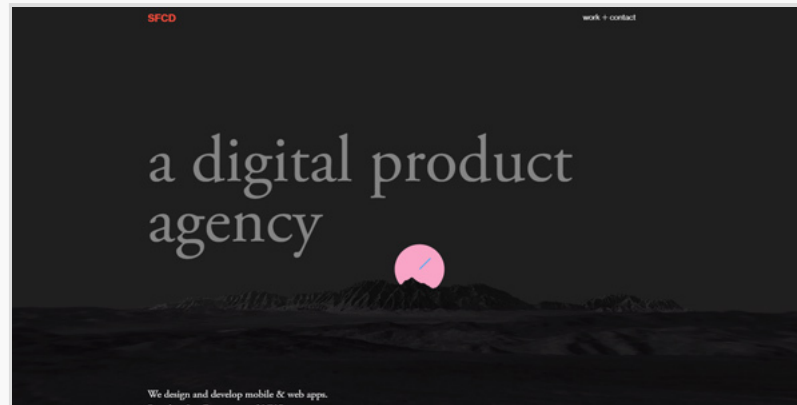 SFCD
work + contact
a digital product
agency
We design and develop mobile & web apps.